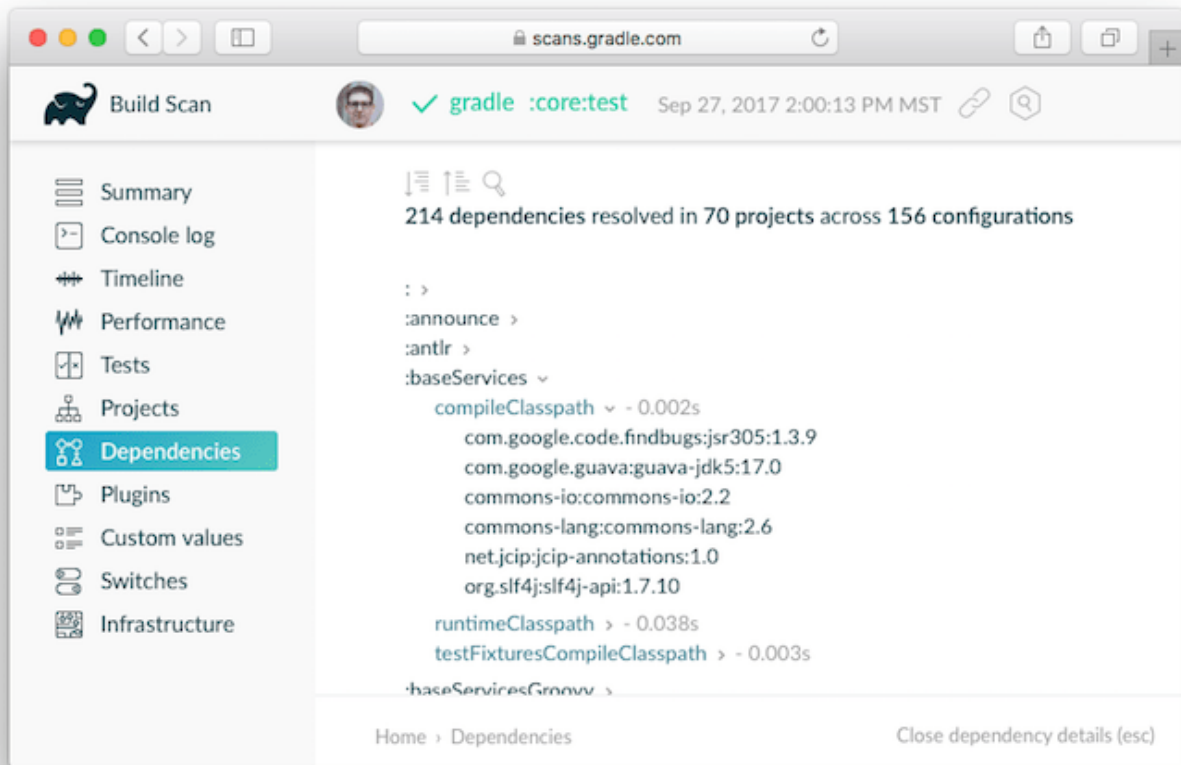 scans.gradle.com
Build Scan
gradle :core:test Sep 27, 2017 2:00:13 PM MST
Summary
Console log
Timeline
Performance
Tests
Projects
Dependencies
Plugins
Custom values
Switches
Infrastructure
214 dependencies resolved in 70 projects across 156 configurations
: >
:announce >
:antlr >
:baseServices
compileClasspath - 0.002s
com.google.code.findbugs:jsr305:1.3.9
com.google.guava:guava-jdk5:17.0
commons-io:commons-io:2.2
commons-lang:commons-lang:2.6
net.jcip:jcip-annotations:1.0
org.slf4j:slf4j-api:1.7.10
runtimeClasspath > - 0.038s
testFixturesCompileClasspath > - 0.003s
:baseServicesGroovy >
Home > Dependencies
Close dependency details (esc)